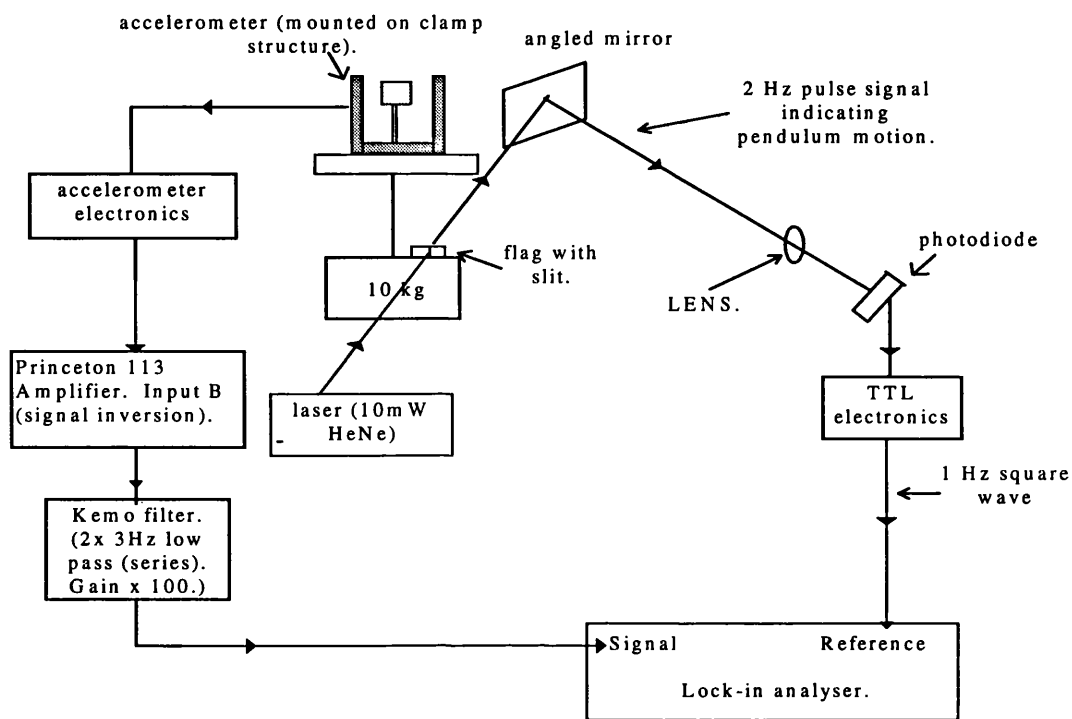 accelerometer (mounted on clamp
structure).
angled mirror
2 Hz pulse signal
indicating
pendulum motion.
accelerometer
electronics
flag with
slit.
10 kg
LENS.
photodiode
Princeton 113
Amplifier. Input B
(signal inversion).
laser (10mW
HeNe)
TTL
electronics
1 Hz square
wave
Kemo filter.
(2x 3Hz low
pass (series).
Gain x 100.)
Signal
Reference
Lock-in analyser.